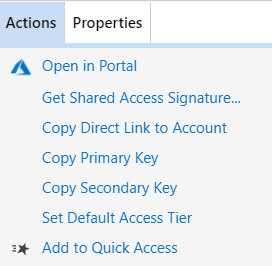 Actions Properties
Open in Portal
Get Shared Access Signature...
Copy Direct Link to Account
Copy Primary Key
Copy Secondary Key
Set Default Access Tier
Add to Quick Access